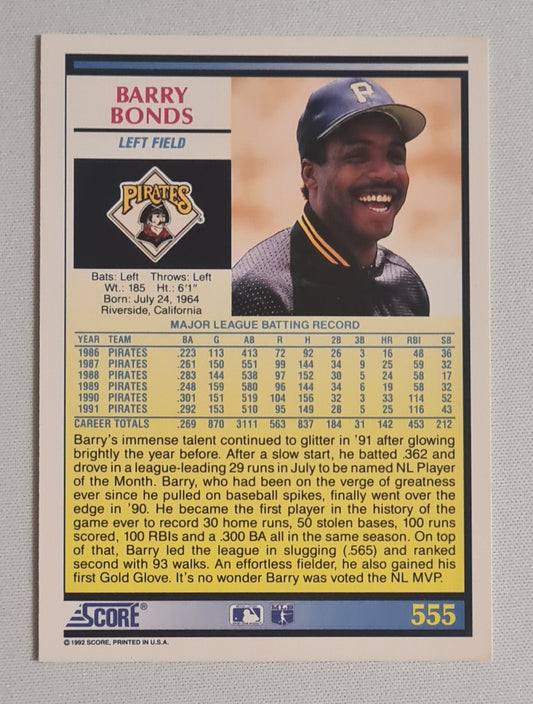 BARRY
BONDS
LEFT FIELD
P
PIRATES
Bats: Left Throws: Left
Wt.: 185 Ht.: 6'1"
Born: July 24, 1964
Riverside, California
MAJOR LEAGUE BATTING RECORD
YEAR TEAM BA G AB R H 2B 3B HR RBI SB
1986 PIRATES .223 113 413 72 92 26 3 16 48 36
1987 PIRATES .261 150 551 99 144 34 9 25 59 32
1988 PIRATES .283 144 538 97 152 30 5 24 58 17
1989 PIRATES .248 159 580 96 144 34 6 19 58 32
1990 PIRATES .301 151 519 104 156 32 3 33 114 52
1991 PIRATES .292 153 510 95 149 28 5 25 116 43
CAREER TOTALS .269 870 3111 563 837 184 31 142 453 212
Barry's immense talent continued to glitter in '91 after glowing
brightly the year before. After a slow start, he batted .362 and
drove in a league-leading 29 runs in July to be named NL Player
of the Month. Barry, who had been on the verge of greatness
ever since he pulled on baseball spikes, finally went over the
edge in '90. He became the first player in the history of the
game ever to record 30 home runs, 50 stolen bases, 100 runs
scored, 100 RBIs and a .300 BA all in the same season. On top
of that, Barry led the league in slugging (.565) and ranked
second with 93 walks. An effortless fielder, he also gained his
first Gold Glove. It's no wonder Barry was voted the NL MVP.
SCORE® MLB 555
© 1992 SCORE, PRINTED IN U.S.A.